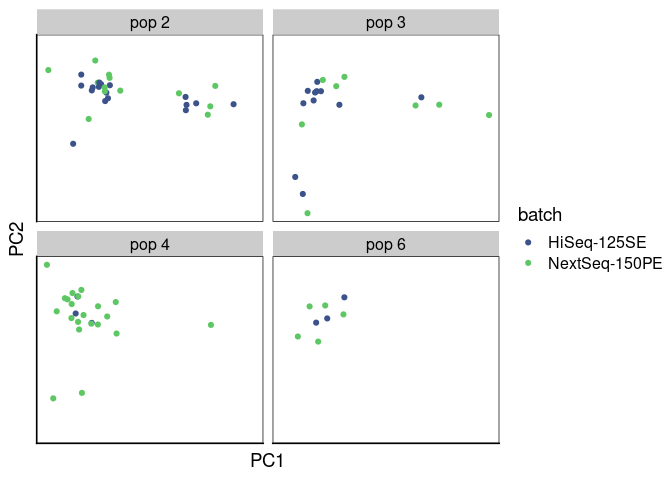 pop 2
pop 3
pop 4
pop 6
PC2
PC1
batch
HiSeq-125SE
NextSeq-150PE